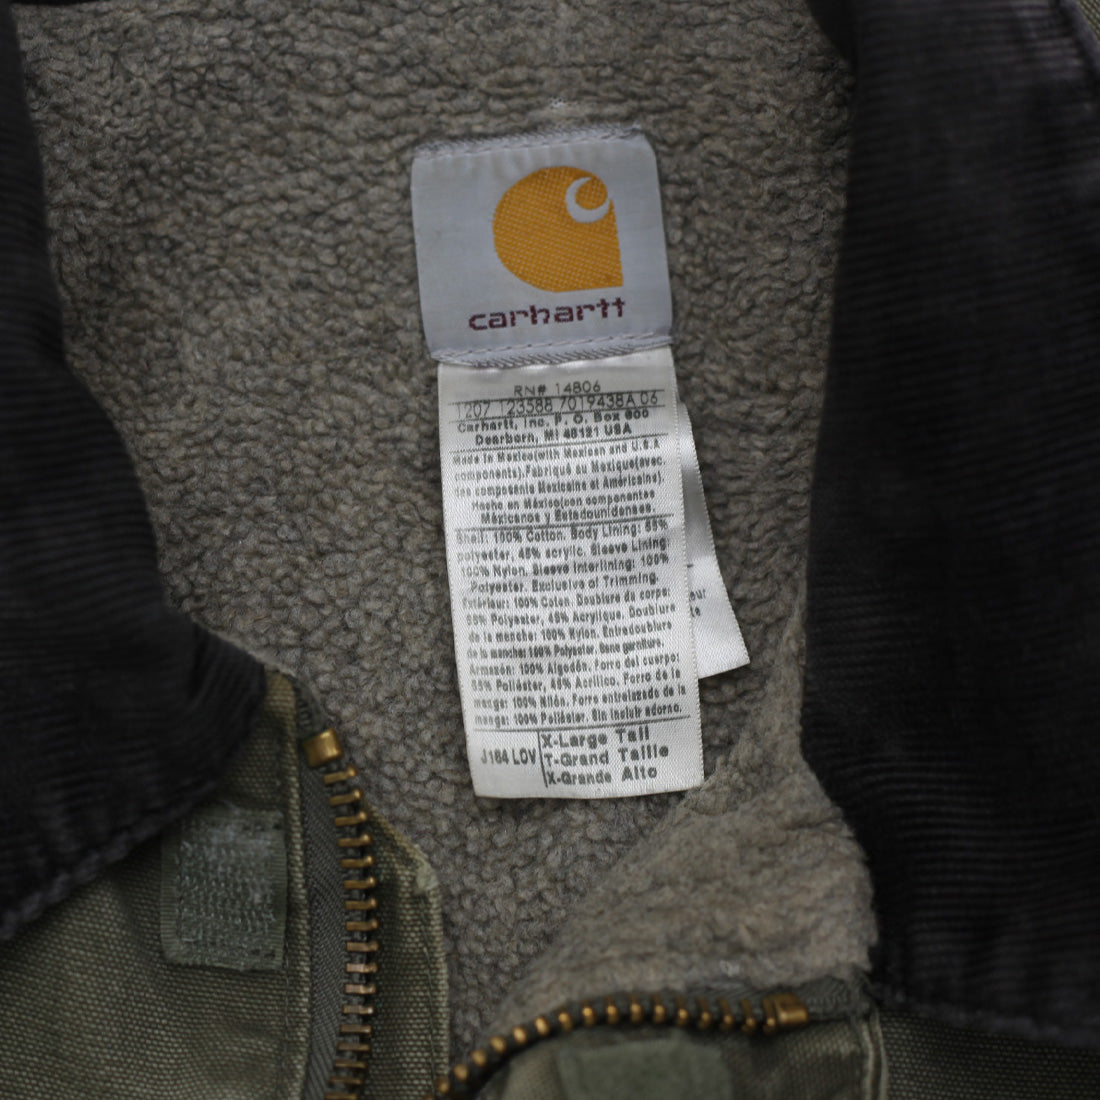 carhartt
RN# 14806
1207 123588 7019438A 06
Carhartt, Inc. P. O. Box 600
Dearborn, MI 48121 USA
Made in Mexico(with Mexican and U.S.A
components).Fabriqué au Mexique(avec
des composants Mexicains et Américains).
Hecho en México(con componentes
Méxicanos y Estadounidenses.
Shell: 100% Cotton. Body Lining: 55%
polyester, 45% acrylic. Sleeve Lining:
100% Nylon. Sleeve Interlining: 100%
Polyester. Exclusive of Trimming.
Extérieur: 100% Coton. Doublure de corps:
55% Polyester, 45% Acrylique. Doublure
de la manche: 100% Nylon. Entredoublure
de la manche: 100% Polyester. Sans garniture.
Armazon: 100% Algodón. Forro del cuerpo:
55% Poliéster, 45% Acrílico. Forro de la
manga: 100% Nilón. Forro entrelazado de la
manga: 100% Poliéster. Sin incluir adorno.
J164 LOV
X-Large Tall
T-Grand Taille
X-Grande Alto